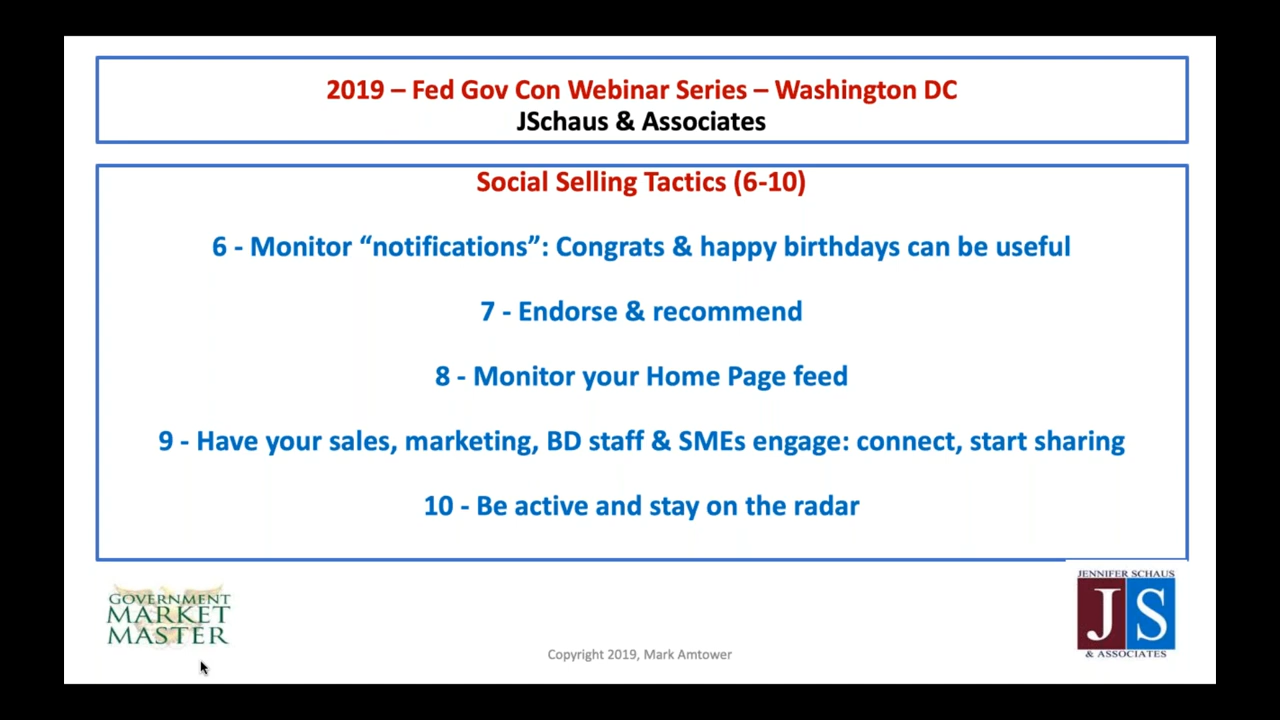 2019 – Fed Gov Con Webinar Series – Washington DC
JSchaus & Associates
Social Selling Tactics (6-10)
6 - Monitor “notifications”: Congrats & happy birthdays can be useful
7 - Endorse & recommend
8 - Monitor your Home Page feed
9 - Have your sales, marketing, BD staff & SMEs engage: connect, start sharing
10 - Be active and stay on the radar
GOVERNMENT
MARKET
MASTER
Copyright 2019, Mark Amtower
JENNIFER SCHAUS
JS
& ASSOCIATES